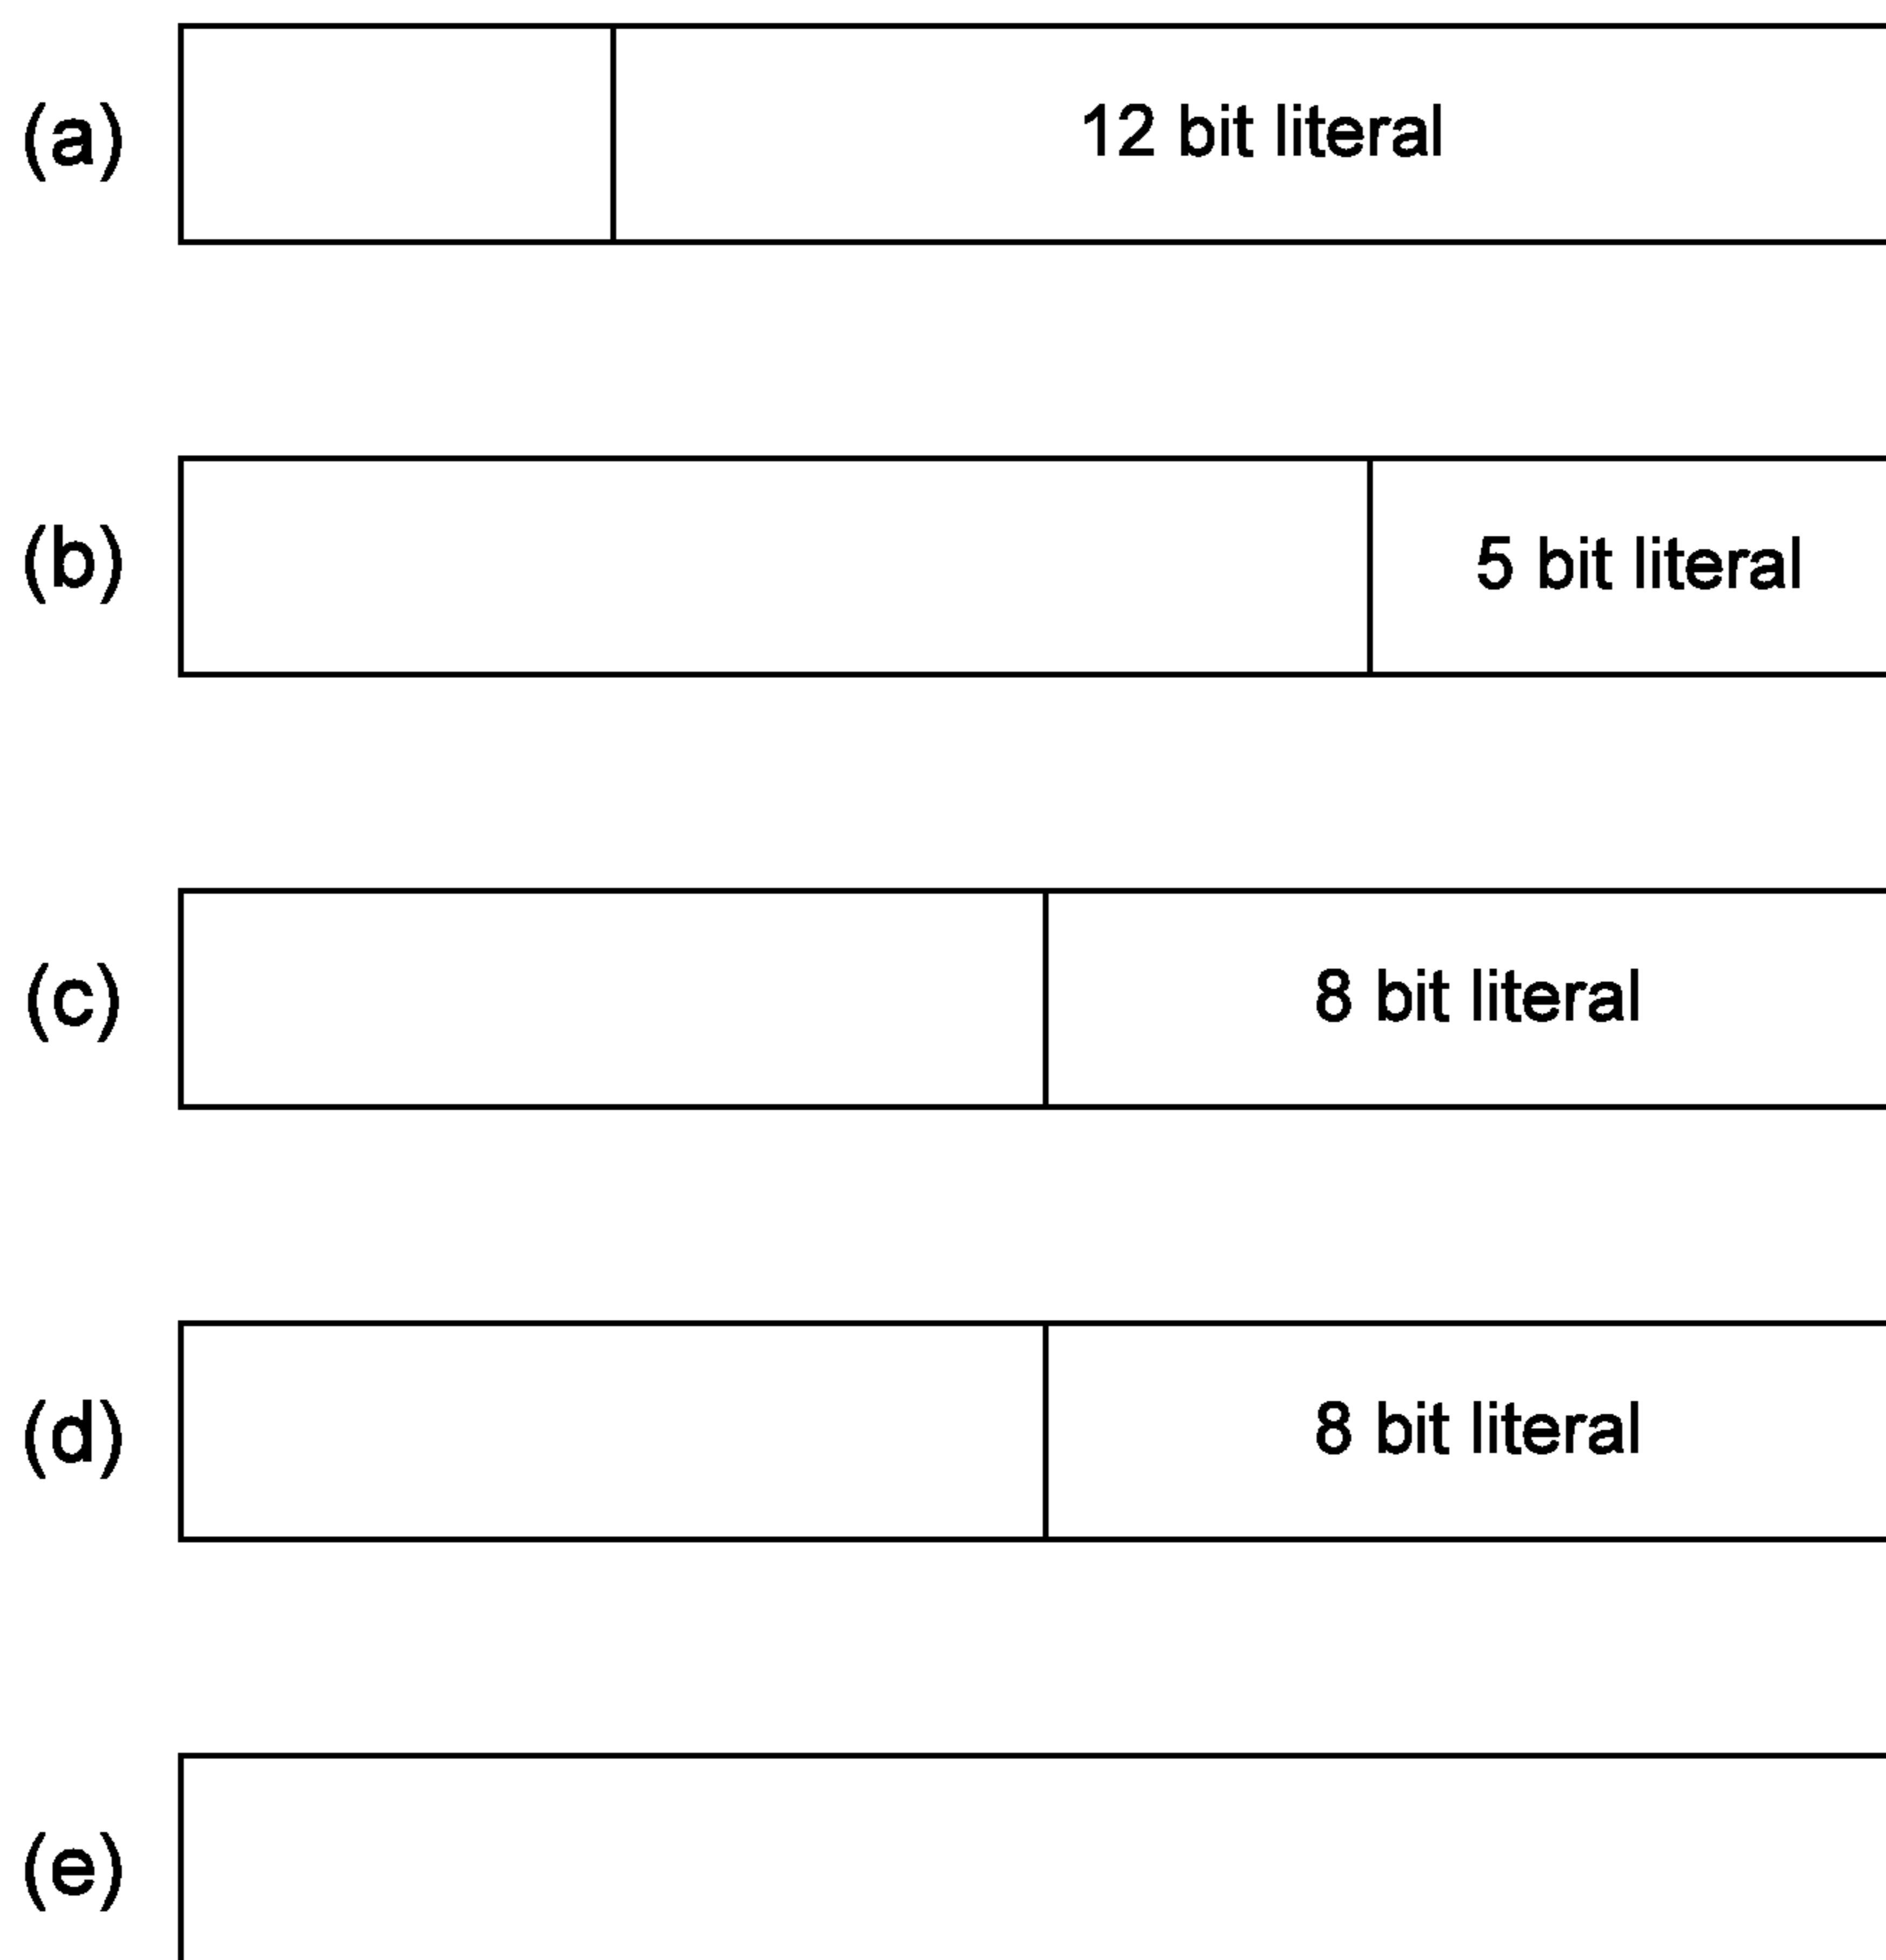 (a) 12 bit literal
(b) 5 bit literal
(c) 8 bit literal
(d) 8 bit literal
(e)